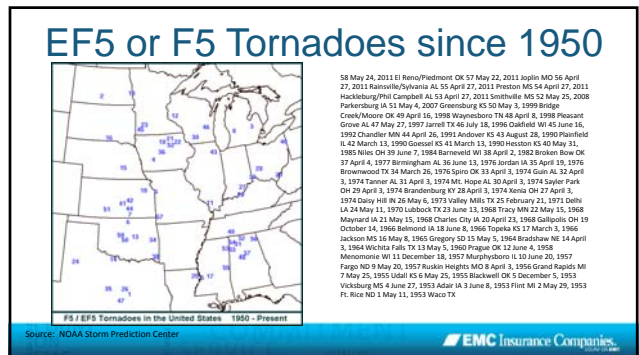 EF5 or F5 Tornadoes since 1950
58 May 24, 2011 El Reno/Piedmont OK 57 May 22, 2011 Joplin MO 56 April
27, 2011 Rainsville/Sylvania AL 55 April 27, 2011 Preston MS 54 April 27, 2011
Hackleburg/Phil Campbell AL 53 April 27, 2011 Smithville MS 52 May 25, 2008
Parkersburg IA 51 May 4, 2007 Greensburg KS 50 May 3, 1999 Bridge
Creek/Moore OK 49 April 16, 1998 Waynesboro TN 48 April 8, 1998 Pleasant
Grove AL 47 May 27, 1997 Jarrell TX 46 July 18, 1996 Oakfield WI 45 June 16,
1992 Chandler MN 44 April 26, 1991 Andover KS 43 August 28, 1990 Plainfield
IL 42 March 13, 1990 Goessel KS 41 March 13, 1990 Hesston KS 40 May 31,
1985 Niles OH 39 June 7, 1984 Barneveld WI 38 April 2, 1982 Broken Bow OK
37 April 4, 1977 Birmingham AL 36 June 13, 1976 Jordan IA 35 April 19, 1976
Brownwood TX 34 March 26, 1976 Spiro OK 33 April 3, 1974 Guin AL 32 April
3, 1974 Tanner AL 31 April 3, 1974 Mt. Hope AL 30 April 3, 1974 Sayler Park
OH 29 April 3, 1974 Brandenburg KY 28 April 3, 1974 Xenia OH 27 April 3,
1974 Daisy Hill IN 26 May 6, 1973 Valley Mills TX 25 February 21, 1971 Delhi
LA 24 May 11, 1970 Lubbock TX 23 June 13, 1968 Tracy MN 22 May 15, 1968
Maynard IA 21 May 15, 1968 Charles City IA 20 April 23, 1968 Gallipolis OH 19
October 14, 1966 Belmond IA 18 June 8, 1966 Topeka KS 17 March 3, 1966
Jackson MS 16 May 8, 1965 Gregory SD 15 May 5, 1964 Bradshaw NE 14 April
3, 1964 Wichita Falls TX 13 May 5, 1960 Prague OK 12 June 4, 1958
Menomonie WI 11 December 18, 1957 Murphysboro IL 10 June 20, 1957
Fargo ND 9 May 20, 1957 Ruskin Heights MO 8 April 3, 1956 Grand Rapids MI
7 May 25, 1955 Udall KS 6 May 25, 1955 Blackwell OK 5 December 5, 1953
Vicksburg MS 4 June 27, 1953 Adair IA 3 June 8, 1953 Flint MI 2 May 29, 1953
Ft. Rice ND 1 May 11, 1953 Waco TX
F5 / EF5 Tornadoes in the United States 1950 - Present
Source: NOAA Storm Prediction Center
EMC Insurance Companies